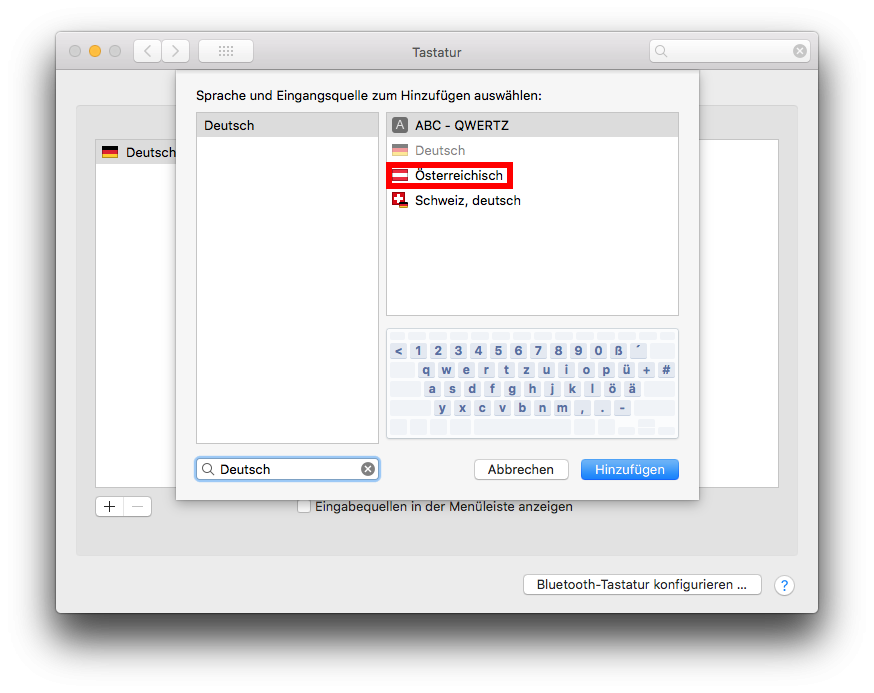 Tastatur
Sprache und Eingangsquelle zum Hinzufügen auswählen:
Deutsch
Deutsch
A ABC - QWERTZ
Deutsch
Österreichisch
Schweiz, deutsch
< 1 2 3 4 5 6 7 8 9 0 ß ´
q w e r t z u i o p ü + #
a s d f g h j k l ö ä
y x c v b n m , . -
Deutsch
Abbrechen
Hinzufügen
+ −
Eingabequellen in der Menüleiste anzeigen
Bluetooth-Tastatur konfigurieren ...
?